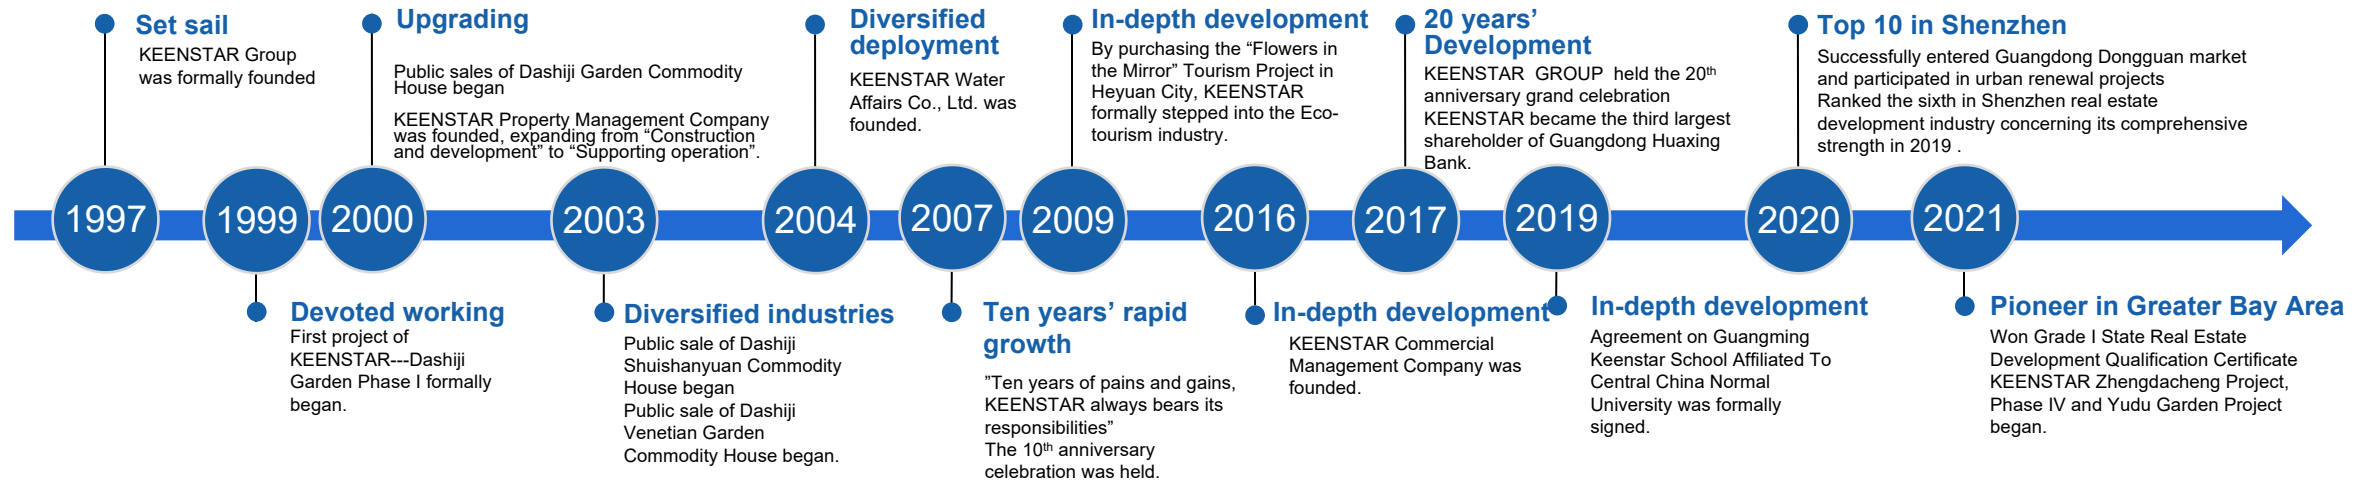 Set sail
KEENSTAR Group
was formally founded
Upgrading
Public sales of Dashiji Garden Commodity
House began
KEENSTAR Property Management Company
was founded, expanding from “Construction
and development” to “Supporting operation”.
Diversified
deployment
KEENSTAR Water
Affairs Co., Ltd. was
founded.
In-depth development
By purchasing the “Flowers in
the Mirror” Tourism Project in
Heyuan City, KEENSTAR
formally stepped into the Eco-
tourism industry.
20 years’
Development
KEENSTAR GROUP held the 20th
anniversary grand celebration
KEENSTAR became the third largest
shareholder of Guangdong Huaxing
Bank.
Top 10 in Shenzhen
Successfully entered Guangdong Dongguan market
and participated in urban renewal projects
Ranked the sixth in Shenzhen real estate
development industry concerning its comprehensive
strength in 2019 .
1997
1999
2000
2003
2004
2007
2009
2016
2017
2019
2020
2021
Devoted working
First project of
KEENSTAR---Dashiji
Garden Phase I formally
began.
Diversified industries
Public sale of Dashiji
Shuishanyuan Commodity
House began
Public sale of Dashiji
Venetian Garden
Commodity House began.
Ten years’ rapid
growth
”Ten years of pains and gains,
KEENSTAR always bears its
responsibilities”
The 10th anniversary
celebration was held.
In-depth development
KEENSTAR Commercial
Management Company was
founded.
In-depth development
Agreement on Guangming
Keenstar School Affiliated To
Central China Normal
University was formally
signed.
Pioneer in Greater Bay Area
Won Grade I State Real Estate
Development Qualification Certificate
KEENSTAR Zhengdacheng Project,
Phase IV and Yudu Garden Project
began.